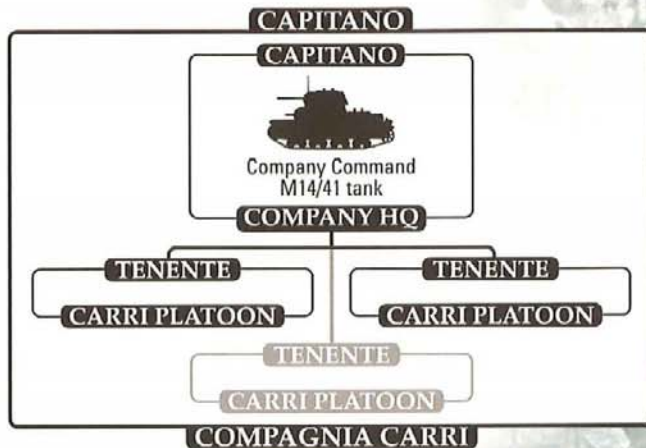 CAPITANO
CAPITANO
Company Command
M14/41 tank
COMPANY HQ
TENENTE
CARRI PLATOON
TENENTE
CARRI PLATOON
TENENTE
CARRI PLATOON
COMPAGNIA CARRI